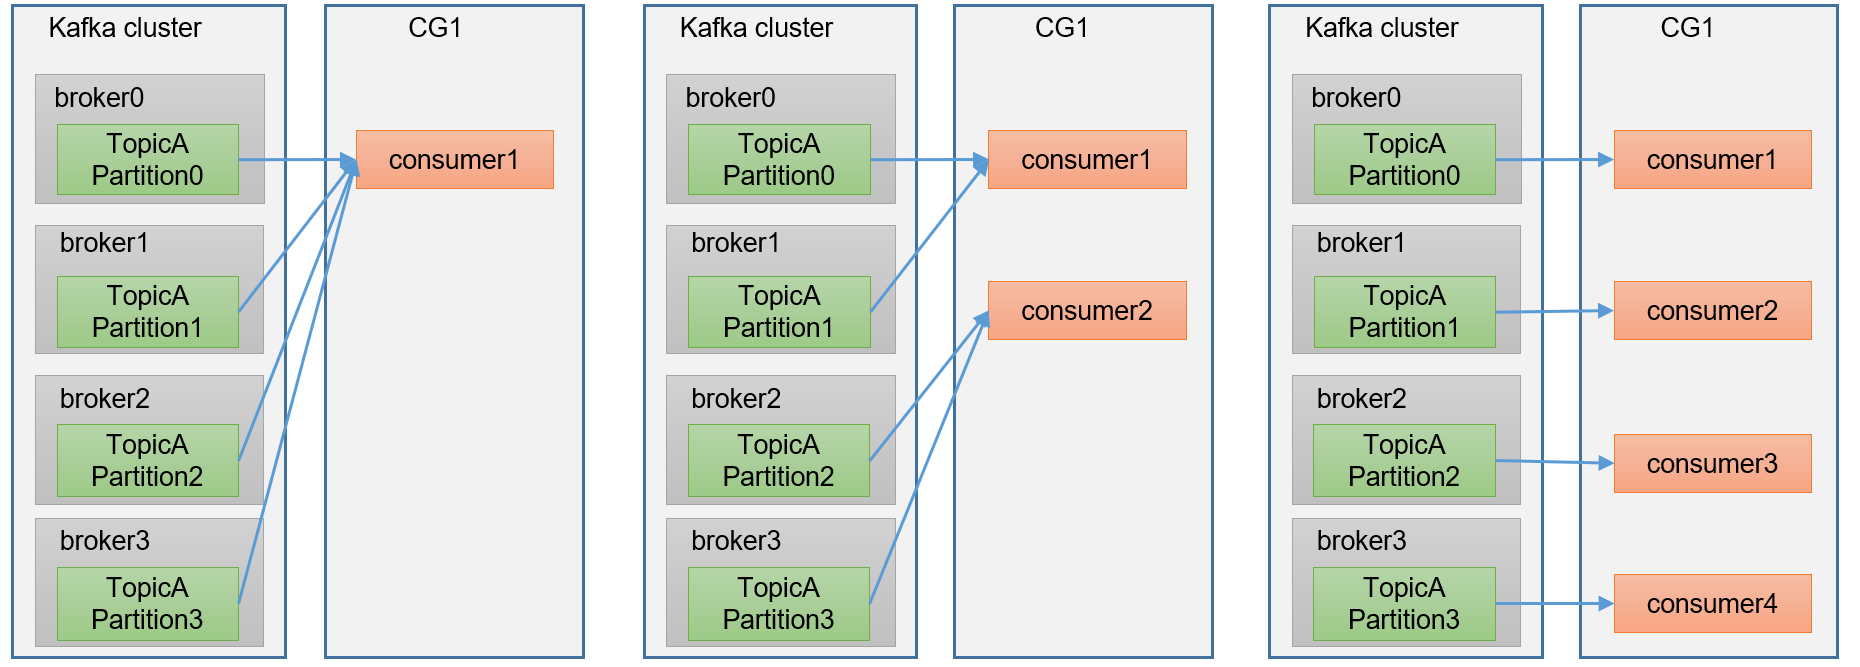 Kafka cluster
broker0
TopicA
Partition0
broker1
TopicA
Partition1
broker2
TopicA
Partition2
broker3
TopicA
Partition3
CG1
consumer1
Kafka cluster
broker0
TopicA
Partition0
broker1
TopicA
Partition1
broker2
TopicA
Partition2
broker3
TopicA
Partition3
CG1
consumer1
consumer2
Kafka cluster
broker0
TopicA
Partition0
broker1
TopicA
Partition1
broker2
TopicA
Partition2
broker3
TopicA
Partition3
CG1
consumer1
consumer2
consumer3
consumer4